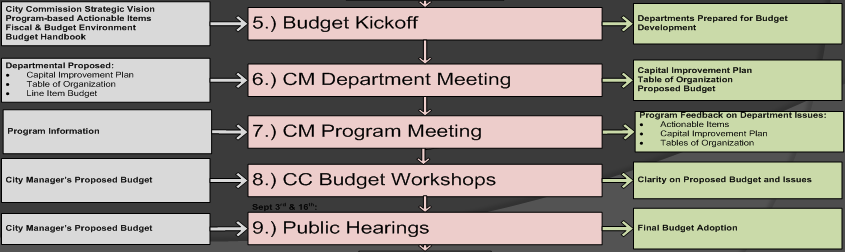 City Commission Strategic Vision
Program-based Actionable Items
Fiscal & Budget Environment
Budget Handbook
5.) Budget Kickoff
Departments Prepared for Budget
Development
Departmental Proposed:
• Capital Improvement Plan
• Table of Organization
• Line Item Budget
6.) CM Department Meeting
Capital Improvement Plan
Table of Organization
Proposed Budget
Program Information
7.) CM Program Meeting
Program Feedback on Department Issues:
• Actionable Items
• Capital Improvement Plan
• Tables of Organization
City Manager's Proposed Budget
8.) CC Budget Workshops
Clarity on Proposed Budget and Issues
Sept 3rd & 18th:
City Manager's Proposed Budget
9.) Public Hearings
Final Budget Adoption